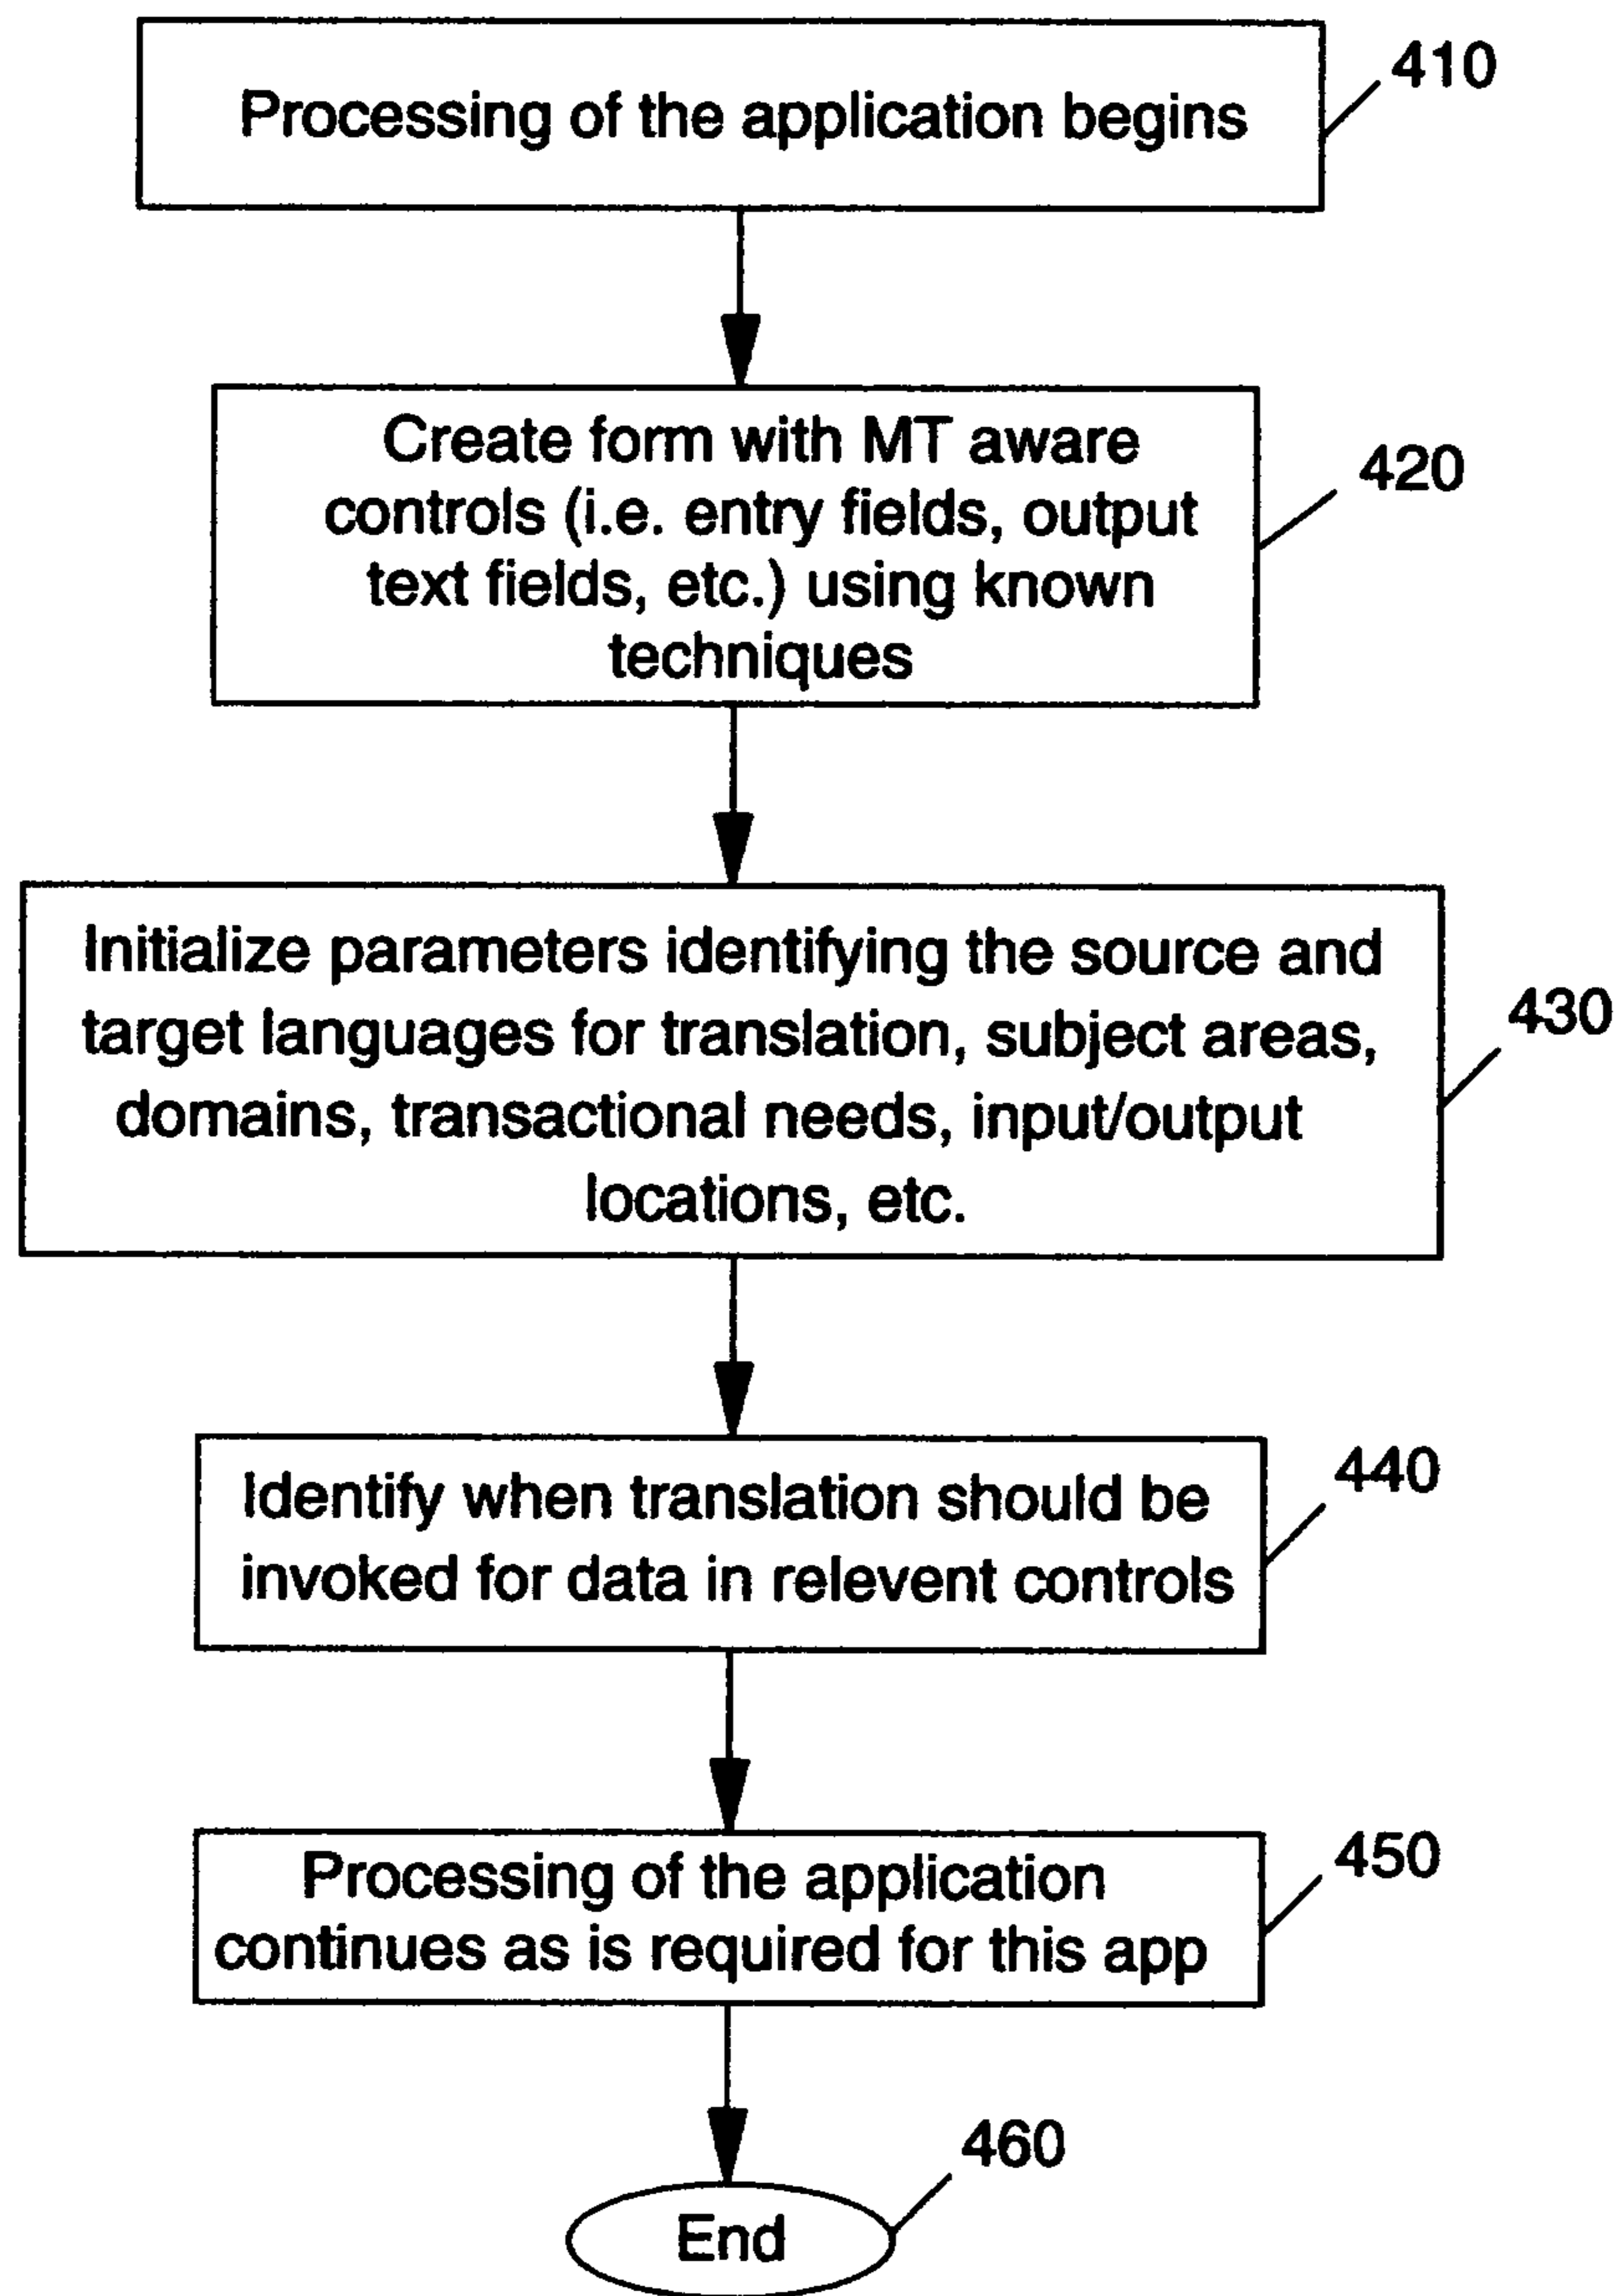 Processing of the application begins
410
Create form with MT aware
controls (i.e. entry fields, output
text fields, etc.) using known
techniques
420
Initialize parameters identifying the source and
target languages for translation, subject areas,
domains, transactional needs, input/output
locations, etc.
430
Identify when translation should be
invoked for data in relevent controls
440
Processing of the application
continues as is required for this app
450
End
460